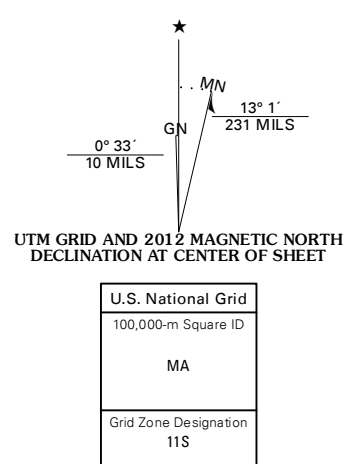 ★
MN
GN
13° 1´
231 MILS
0° 33´
10 MILS
UTM GRID AND 2012 MAGNETIC NORTH
DECLINATION AT CENTER OF SHEET
U.S. National Grid
100,000-m Square ID
MA
Grid Zone Designation
11S